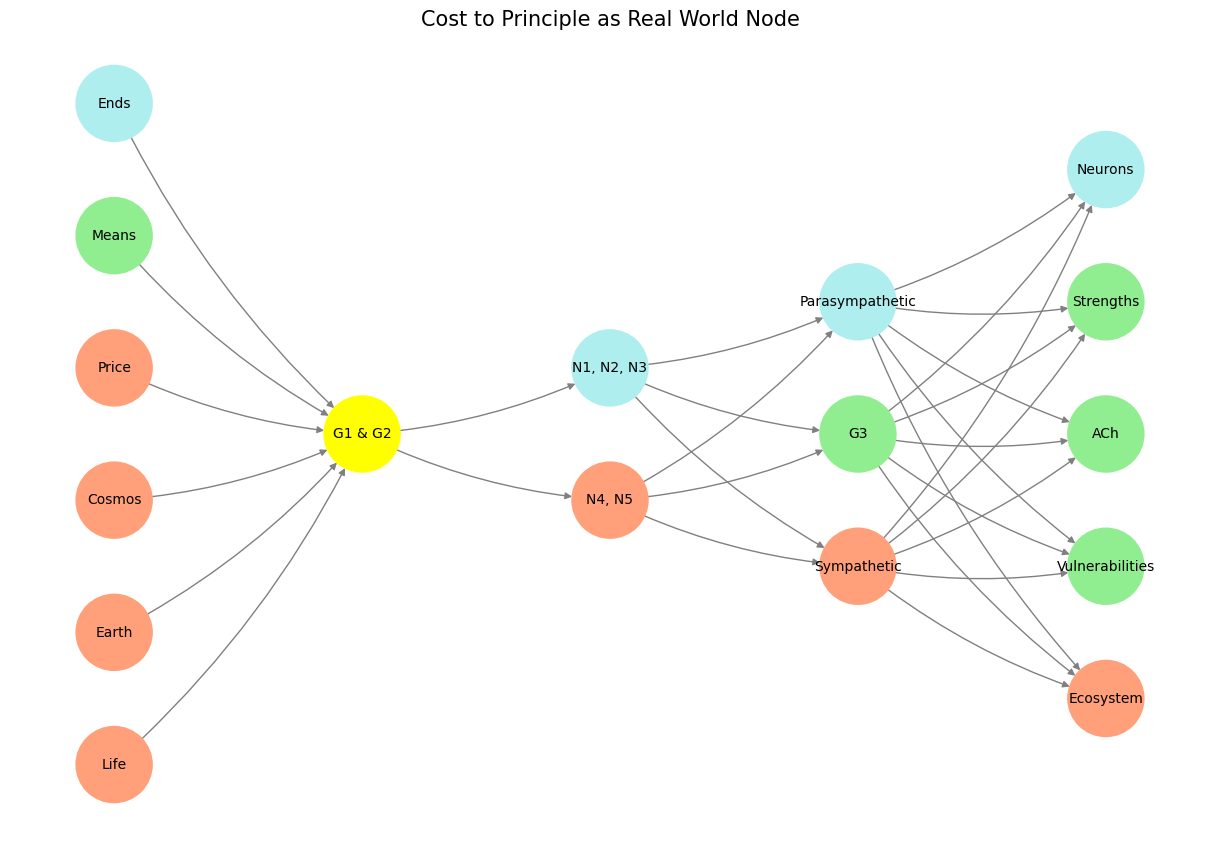 Cost to Principle as Real World Node
Ends
Means
Price
Cosmos
Earth
Life
G1 & G2
N1, N2, N3
N4, N5
Parasympathetic
G3
Sympathetic
Neurons
Strengths
ACh
Vulnerabilities
Ecosystem